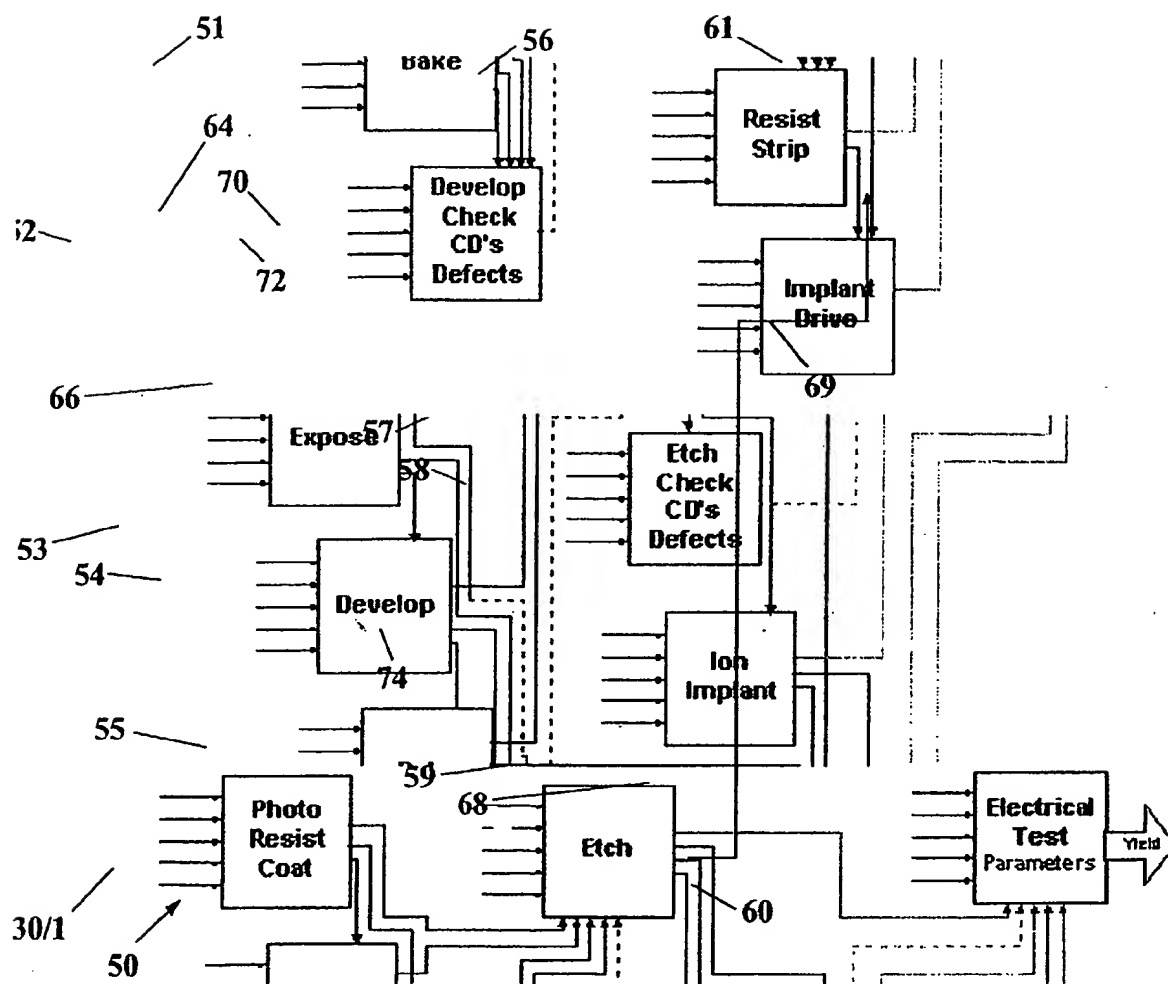 51
56
61
Bake
Resist
Strip
64
70
72
Develop
Check
CD's
Defects
Implant
Drive
69
66
Expose
57
58
Etch
Check
CD's
Defects
53
54
Develop
74
Ion
Implant
55
59
68
Photo
Resist
Coat
Etch
Electrical
Test
Parameters
Yield
60
30/1
50